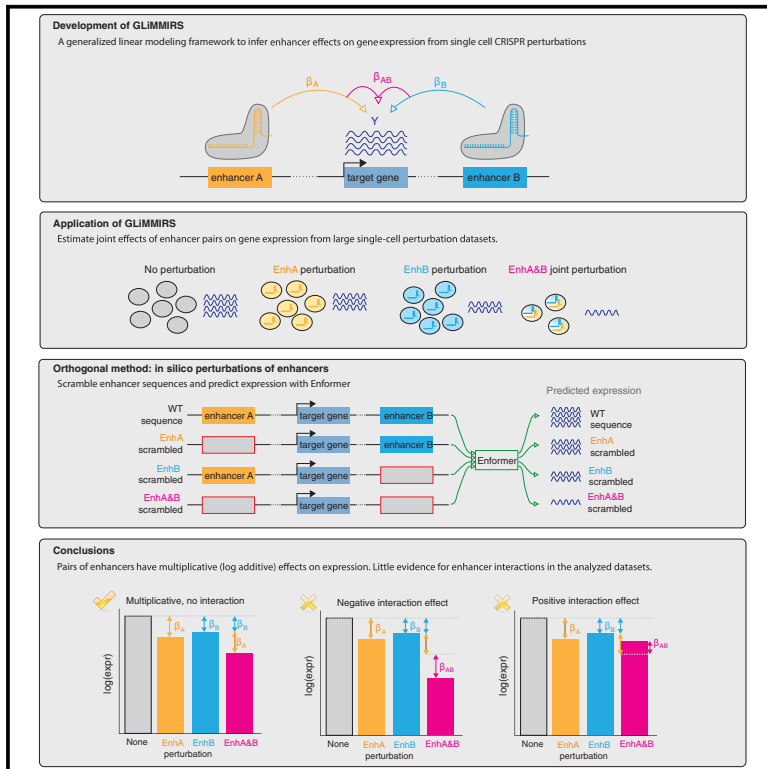 Development of GLiMMIRS
A generalized linear modeling framework to infer enhancer effects on gene expression from single cell CRISPR perturbations
βA
βAB
βB
Y
enhancer A
target gene
enhancer B
Application of GLiMMIRS
Estimate joint effects of enhancer pairs on gene expression from large single-cell perturbation datasets.
No perturbation
EnhA perturbation
EnhB perturbation
EnhA&B joint perturbation
Orthogonal method: in silico perturbations of enhancers
Scramble enhancer sequences and predict expression with Enformer
Predicted expression
WT
sequence
enhancer A
target gene
enhancer B
WT
sequence
EnhA
scrambled
target gene
enhancer B
EnhA
scrambled
Enformer
EnhB
scrambled
enhancer A
target gene
EnhB
scrambled
EnhA&B
scrambled
target gene
EnhA&B
scrambled
Conclusions
Pairs of enhancers have multiplicative (log additive) effects on expression. Little evidence for enhancer interactions in the analyzed datasets.
Multiplicative, no interaction
log(expr)
βA
βB
βB
βA
None
EnhA
EnhB
EnhA&B
perturbation
Negative interaction effect
log(expr)
βA
βB
βAB
None
EnhA
EnhB
EnhA&B
perturbation
Positive interaction effect
log(expr)
βA
βB
βAB
None
EnhA
EnhB
EnhA&B
perturbation